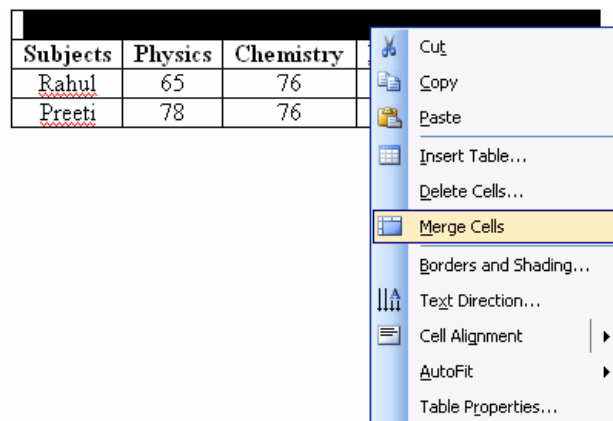 Subjects Physics Chemistry
Rahul 65 76
Preeti 78 76
Cut
Copy
Paste
Insert Table...
Delete Cells...
Merge Cells
Borders and Shading...
Text Direction...
Cell Alignment
AutoFit
Table Properties...